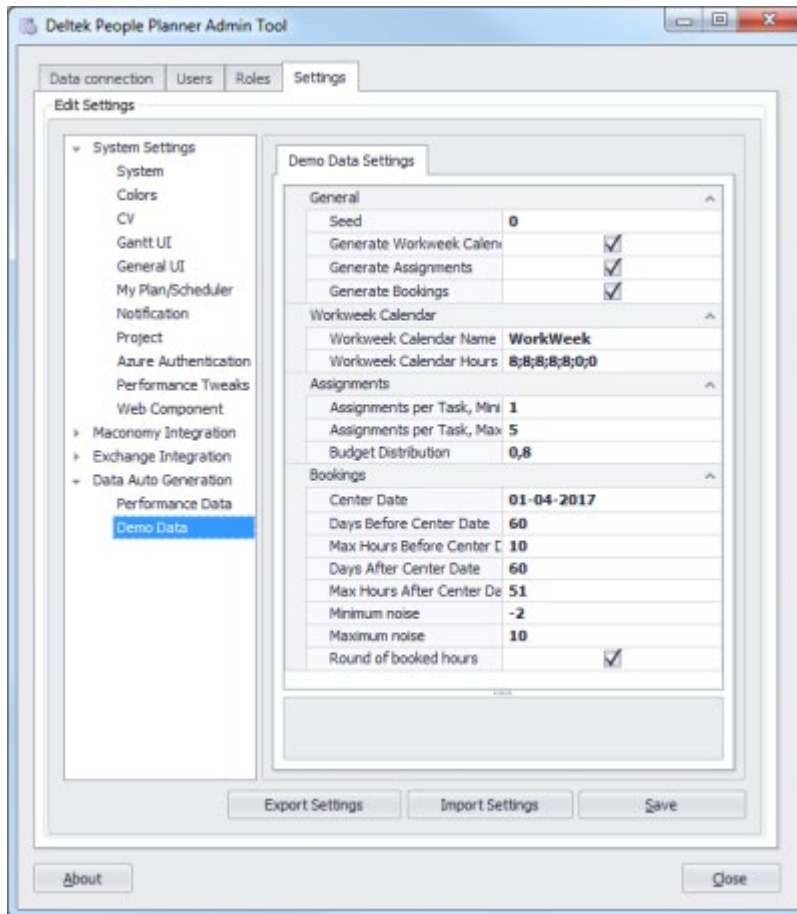 Deltek People Planner Admin Tool
Data connection Users Roles Settings
Edit Settings
System Settings
System
Colors
CV
Gantt UI
General UI
My Plan/Scheduler
Notification
Project
Azure Authentication
Performance Tweaks
Web Component
Maconomy Integration
Exchange Integration
Data Auto Generation
Performance Data
Demo Data
Demo Data Settings
General
Seed 0
Generate Workweek Calen
Generate Assignments
Generate Bookings
Workweek Calendar
Workweek Calendar Name WorkWeek
Workweek Calendar Hours 8;8;8;8;8;0;0
Assignments
Assignments per Task, Mini 1
Assignments per Task, Max 5
Budget Distribution 0,8
Bookings
Center Date 01-04-2017
Days Before Center Date 60
Max Hours Before Center D 10
Days After Center Date 60
Max Hours After Center Da 51
Minimum noise -2
Maximum noise 10
Round of booked hours
Export Settings Import Settings Save
About Close